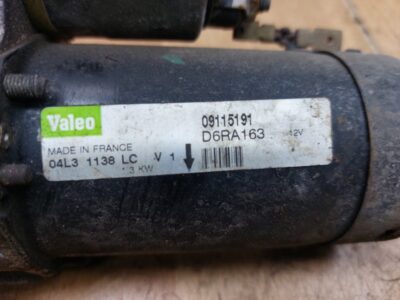 Valeo
09115191
D6RA163 12V
MADE IN FRANCE
04L3 1138 LC V 1
1,3 KW